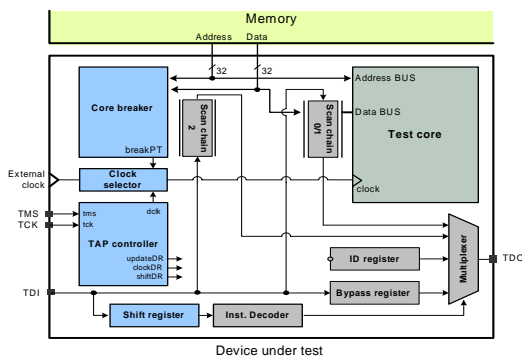 Memory
Address Data
32 32
Core breaker
breakPT
Scan chain
2
Scan chain
0/1
Address BUS
Data BUS
Test core
clock
External
clock
Clock
selector
TMS
TCK
tms
tck
dclk
TAP controller
updateDR
clockDR
shiftDR
ID register
Bypass register
Multiplexer
TDO
TDI
Shift register
Inst. Decoder
Device under test